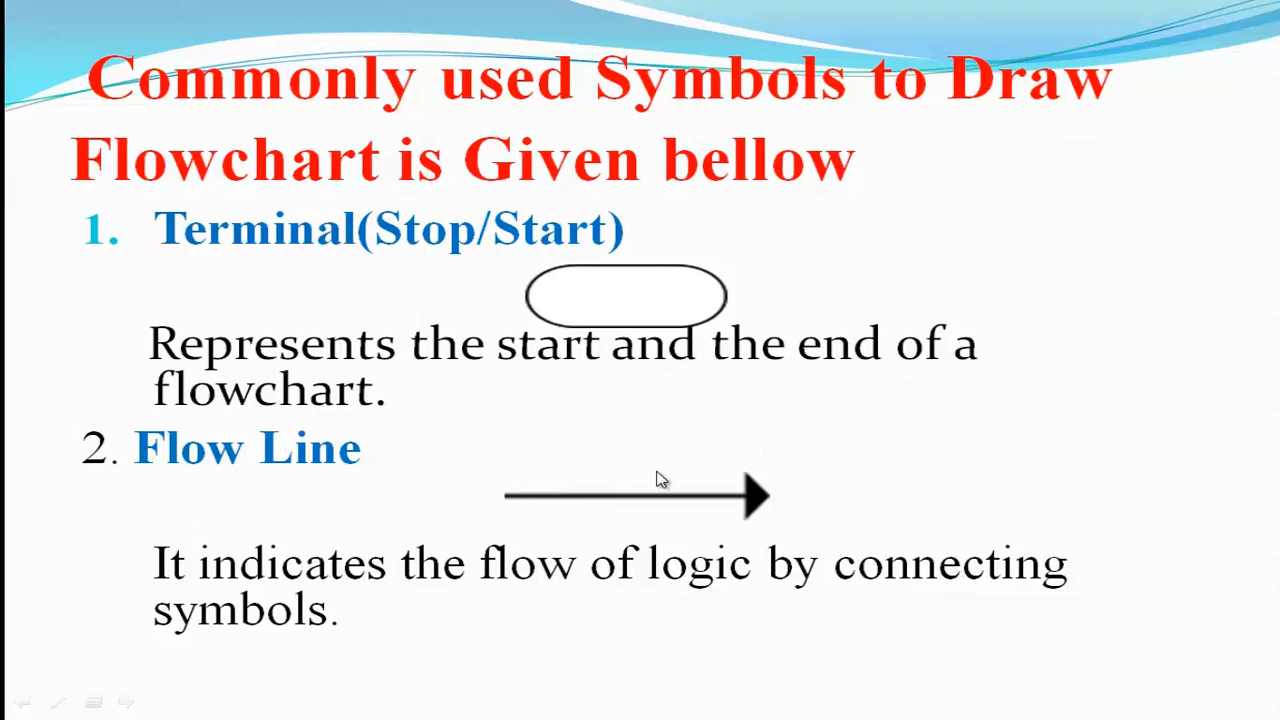 Commonly used Symbols to Draw
Flowchart is Given bellow
1. Terminal(Stop/Start)
Represents the start and the end of a
flowchart.
2. Flow Line
It indicates the flow of logic by connecting
symbols.